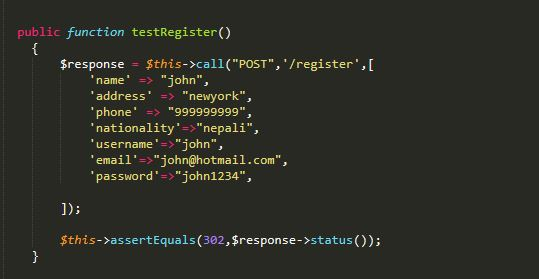 public function testRegister()
{
$response = $this->call("POST",'/register',[
'name' => "john",
'address' => "newyork",
'phone' => "999999999",
'nationality'=>"nepali",
'username'=>"john",
'email'=>"john@hotmail.com",
'password'=>"john1234",
]);
$this->assertEquals(302,$response->status());
}